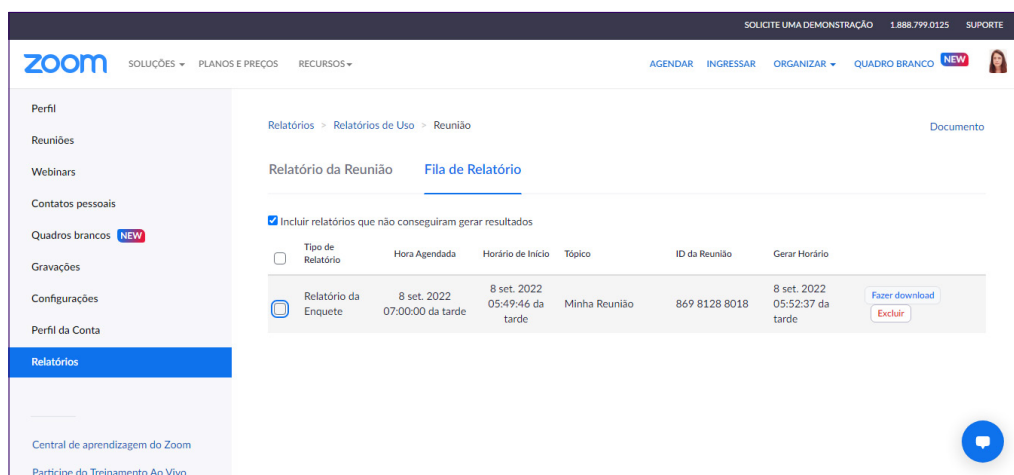 SOLICITE UMA DEMONSTRAÇÃO 1.888.799.0125 SUPORTE
zoom SOLUÇÕES PLANOS E PREÇOS RECURSOS AGENDAR INGRESSAR ORGANIZAR QUADRO BRANCO NEW
Perfil
Reuniões
Webinars
Contatos pessoais
Quadros brancos NEW
Gravações
Configurações
Perfil da Conta
Relatórios
Central de aprendizagem do Zoom
Participe do Treinamento Ao Vivo
Relatórios > Relatórios de Uso > Reunião Documento
Relatório da Reunião Fila de Relatório
Incluir relatórios que não conseguiram gerar resultados
Tipo de
Relatório Hora Agendada Horário de Início Tópico ID da Reunião Gerar Horário
Relatório da
Enquete
8 set. 2022
07:00:00 da tarde
8 set. 2022
05:49:46 da
tarde
Minha Reunião
869 8128 8018
8 set. 2022
05:52:37 da
tarde
Fazer download
Excluir